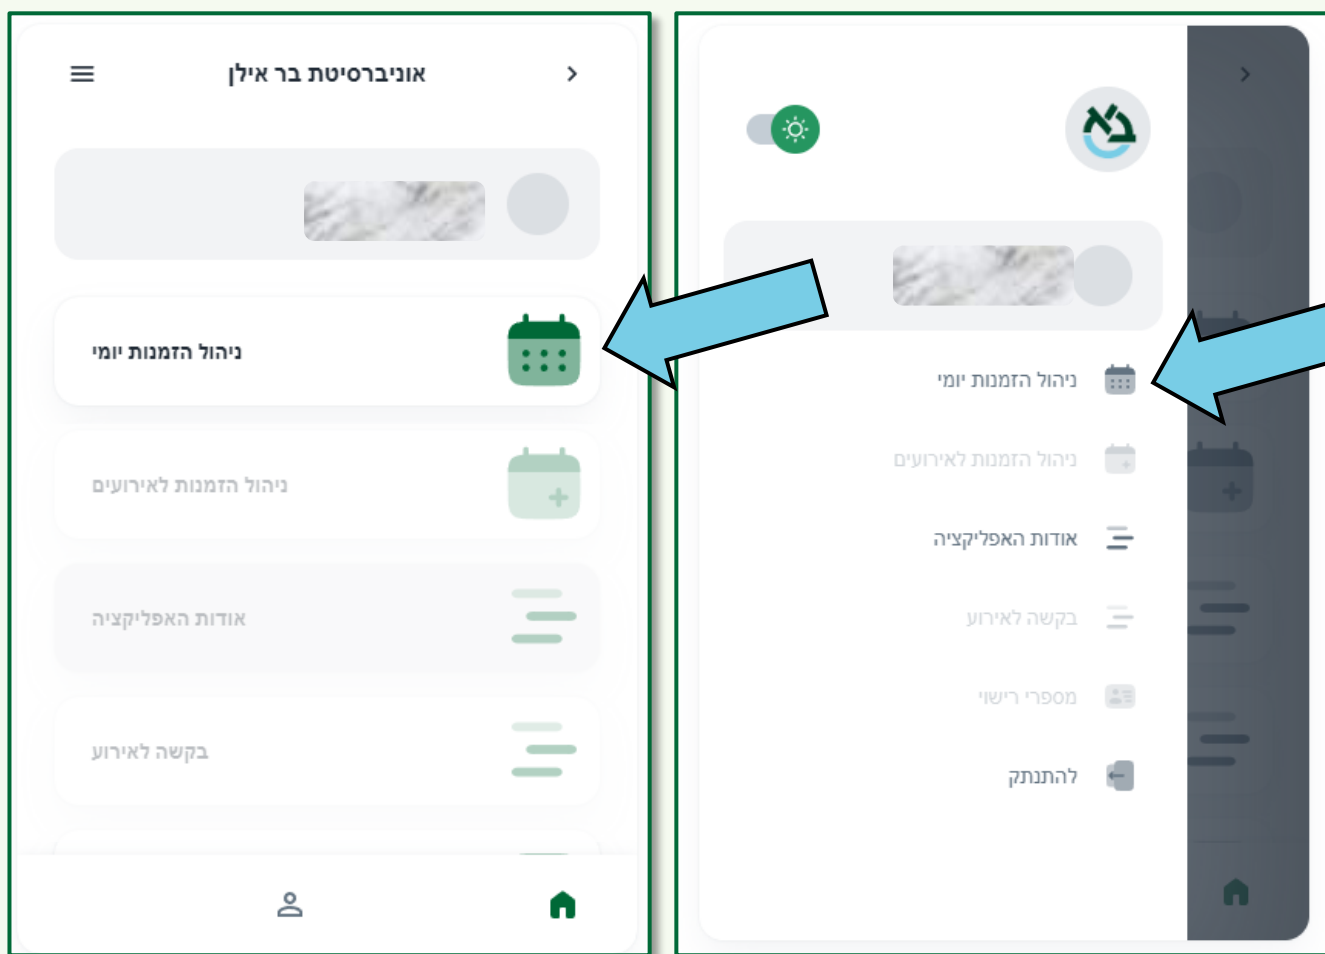 אוניברסיטת בר אילן
ניהול הזמנות יומי
ניהול הזמנות לאירועים
אודות האפליקציה
בקשה לאירוע
בא
ניהול הזמנות יומי
ניהול הזמנות לאירועים
אודות האפליקציה
בקשה לאירוע
מספרי רישוי
להתנתק